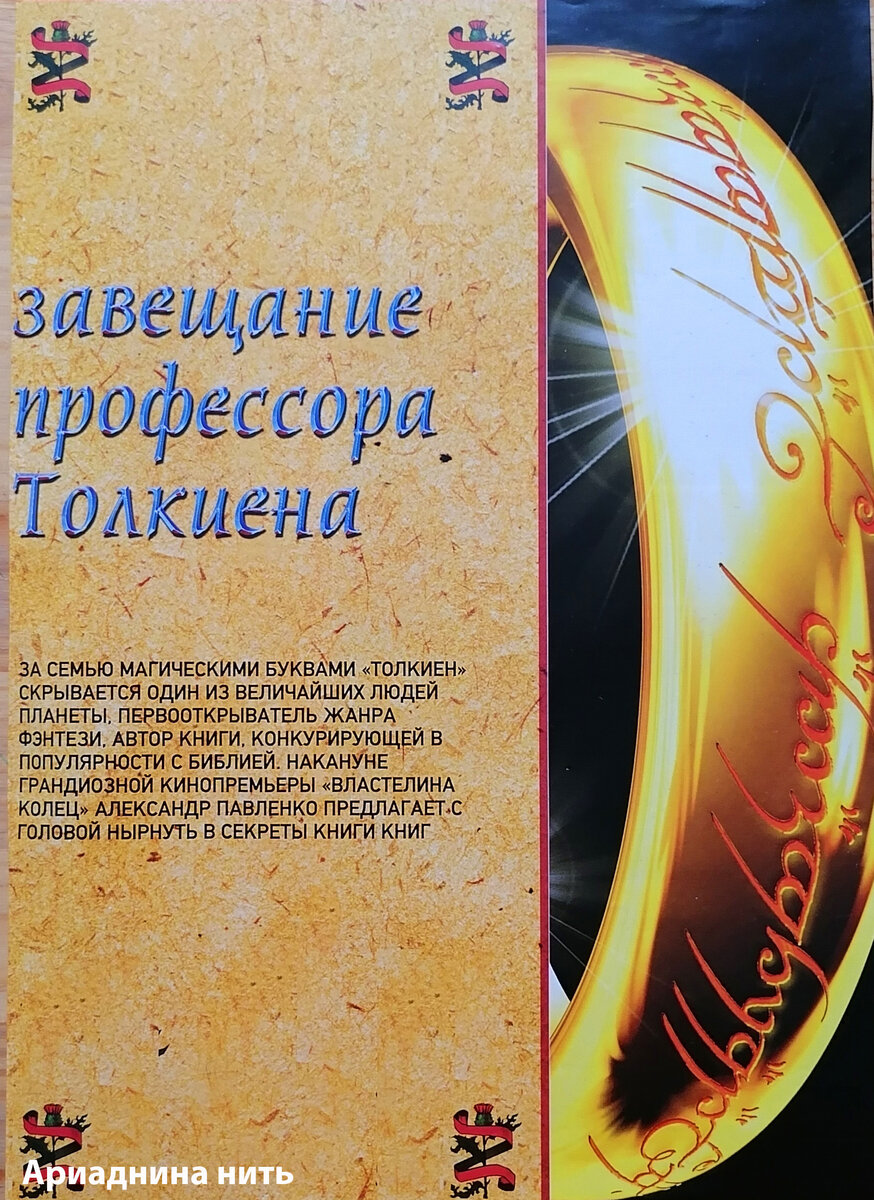 завещание
профессора
Толкиена
ЗА СЕМЬЮ МАГИЧЕСКИМИ БУКВАМИ «ТОЛКИЕН»
СКРЫВАЕТСЯ ОДИН ИЗ ВЕЛИЧАЙШИХ ЛЮДЕЙ
ПЛАНЕТЫ, ПЕРВООТКРЫВАТЕЛЬ ЖАНРА
ФЭНТЕЗИ, АВТОР КНИГИ, КОНКУРИРУЮЩЕЙ В
ПОПУЛЯРНОСТИ С БИБЛИЕЙ. НАКАНУНЕ
ГРАНДИОЗНОЙ КИНОПРЕМЬЕРЫ «ВЛАСТЕЛИНА
КОЛЕЦ» АЛЕКСАНДР ПАВЛЕНКО ПРЕДЛАГАЕТ С
ГОЛОВОЙ НЫРНУТЬ В СЕКРЕТЫ КНИГИ КНИГ
Ариаднина нить